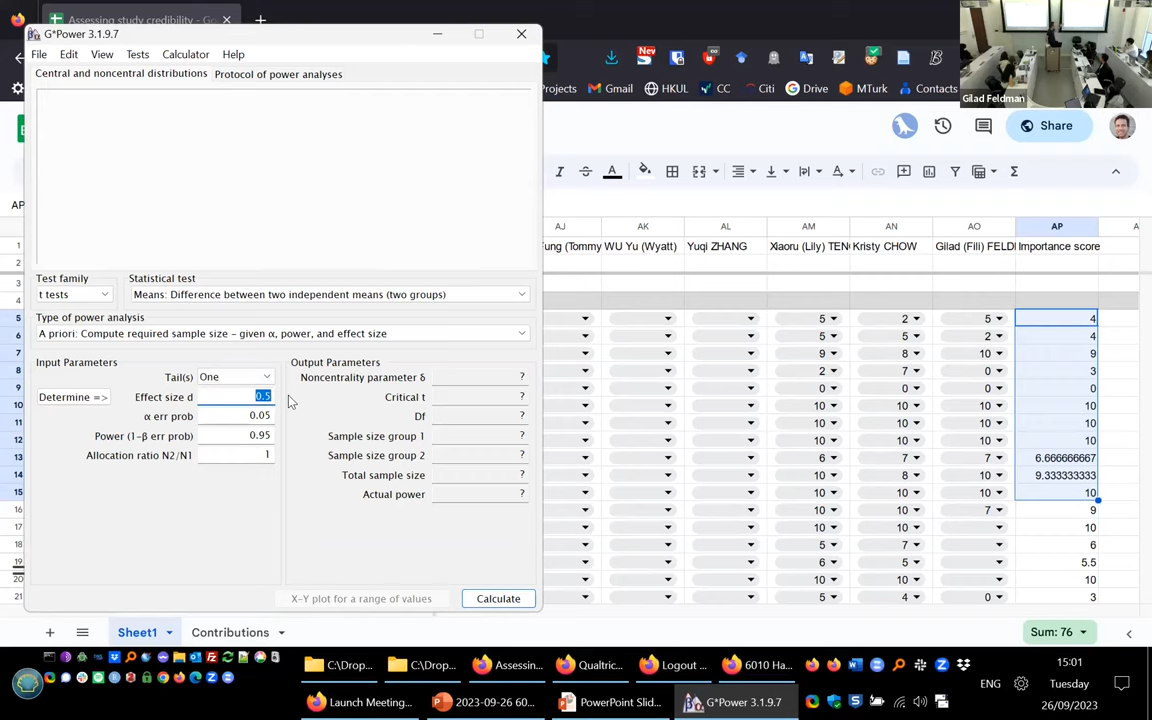 Assessing study credibility - Go
G*Power 3.1.9.7
File Edit View Tests Calculator Help
Central and noncentral distributions Protocol of power analyses
Test family
Statistical test
t tests
Means: Difference between two independent means (two groups)
Type of power analysis
A priori: Compute required sample size – given α, power, and effect size
Input Parameters
Output Parameters
Tail(s) One
Noncentrality parameter δ ?
Determine =>
Effect size d 0.5
Critical t ?
α err prob 0.05
Df ?
Power (1-β err prob) 0.95
Sample size group 1 ?
Allocation ratio N2/N1 1
Sample size group 2 ?
Total sample size ?
Actual power ?
X-Y plot for a range of values
Calculate
New
Gilad Feldman
Projects Gmail HKUL CC Citi Drive MTurk Contacts
Share
AP
AJ AK AL AM AN AO AP
1 Fung (Tommy WU Yu (Wyatt) Yuqi ZHANG Xiaoru (Lily) TEN Kristy CHOW Gilad (Fili) FELD Importance score
2
3
4
5 5 2 5 4
6 5 5 2 4
7 9 8 10 9
8 2 7 0 3
9 0 0 0 0
10 10 10 10 10
11 10 10 10 10
12 10 10 10 10
13 6 7 7 6.666666667
14 10 8 10 9.333333333
15 10 10 10 10
16 10 10 7 9
17 10 10 10
18 5 7 6
19 6 5 5.5
20 10 10 10
21 5 4 0 3
Sheet1 Contributions
Sum: 76
C:\Drop... C:\Drop... Assessin... Qualtric... Logout ... 6010 Ha...
Launch Meeting... 2023-09-26 60... PowerPoint Slid... G*Power 3.1.9.7
ENG
15:01
Tuesday
26/09/2023